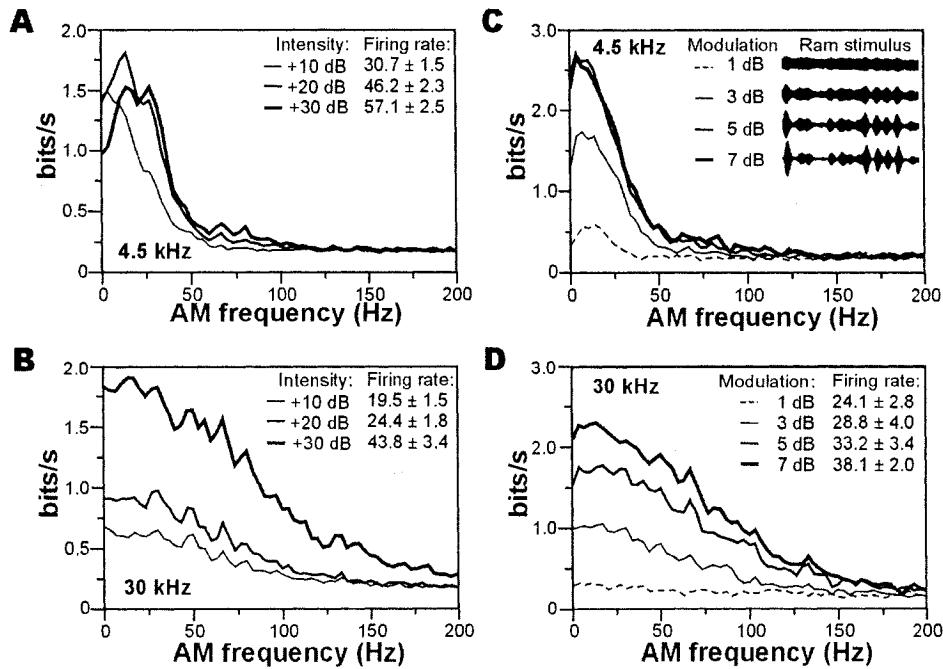 A
2.0
1.5
1.0
0.5
0
bits/s
Intensity: Firing rate:
+10 dB 30.7 ± 1.5
+20 dB 46.2 ± 2.3
+30 dB 57.1 ± 2.5
4.5 kHz
0 50 100 150 200
AM frequency (Hz)
C
3.0
2.0
1.0
0
bits/s
4.5 kHz
Modulation Ram stimulus
1 dB
3 dB
5 dB
7 dB
0 50 100 150 200
AM frequency (Hz)
B
2.0
1.5
1.0
0.5
0
bits/s
Intensity: Firing rate:
+10 dB 19.5 ± 1.5
+20 dB 24.4 ± 1.8
+30 dB 43.8 ± 3.4
30 kHz
0 50 100 150 200
AM frequency (Hz)
D
3.0
2.0
1.0
0
bits/s
30 kHz
Modulation: Firing rate:
1 dB 24.1 ± 2.8
3 dB 28.8 ± 4.0
5 dB 33.2 ± 3.4
7 dB 38.1 ± 2.0
0 50 100 150 200
AM frequency (Hz)